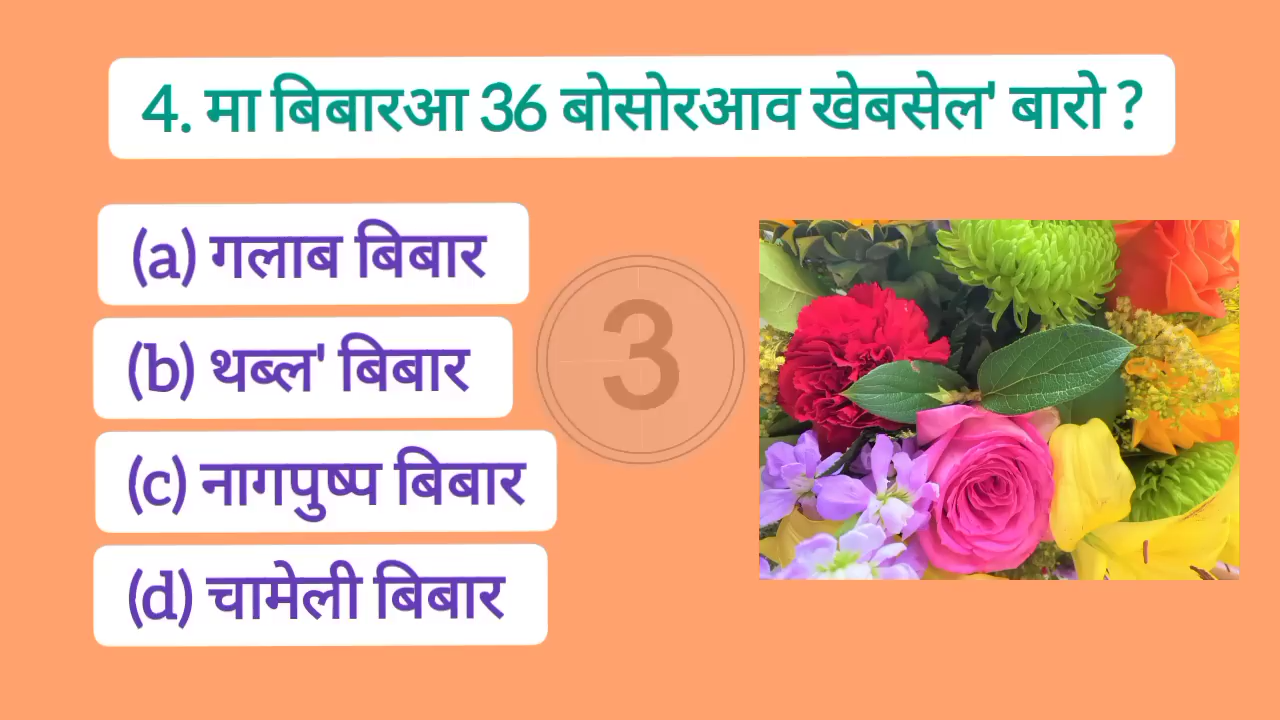 4. मा बिबारआ 36 बोसोरआव खेबसेल' बारो ?
(a) गलाब बिबार
(b) थब्ल' बिबार
3
(c) नागपुष्प बिबार
(d) चामेली बिबार